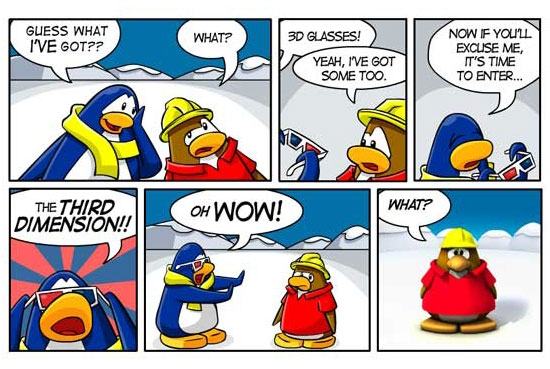 GUESS WHAT
I'VE GOT??
WHAT?
3D GLASSES!
YEAH, I'VE GOT
SOME TOO.
NOW IF YOU'LL
EXCUSE ME,
IT'S TIME
TO ENTER...
THE THIRD
DIMENSION!!
OH WOW!
WHAT?